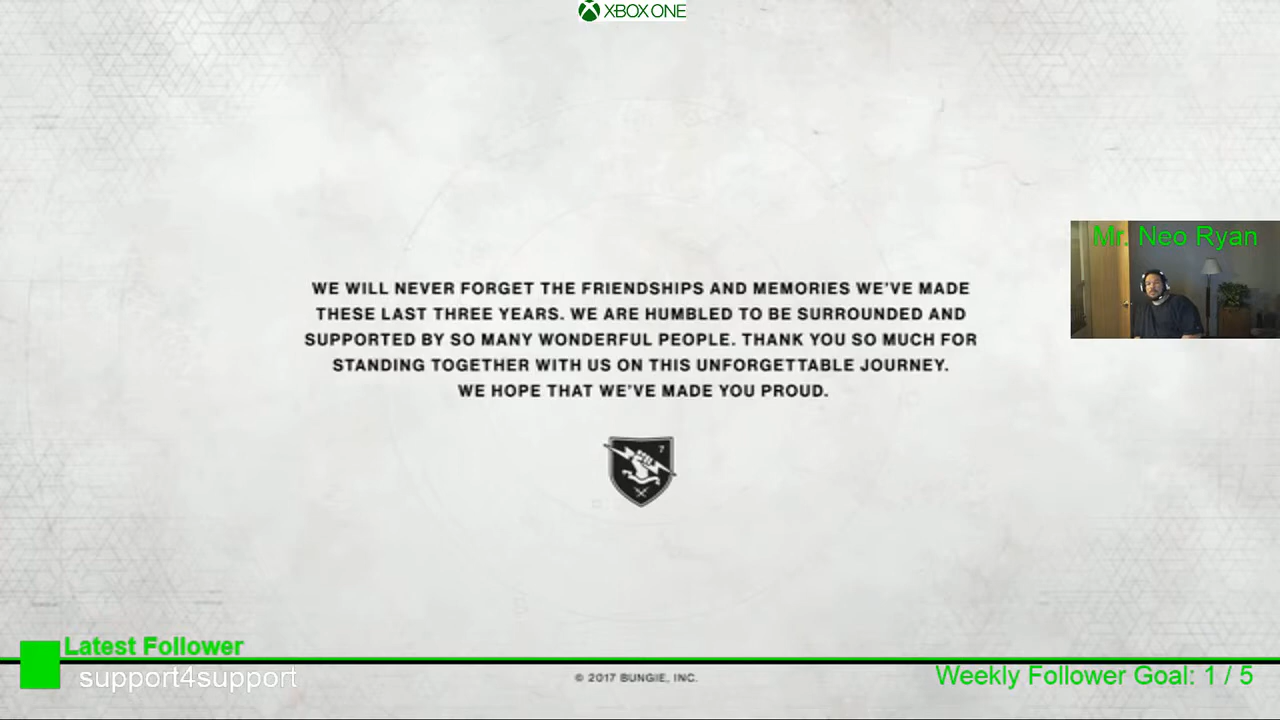 XBOX ONE
Mr. Neo Ryan
WE WILL NEVER FORGET THE FRIENDSHIPS AND MEMORIES WE'VE MADE
THESE LAST THREE YEARS. WE ARE HUMBLED TO BE SURROUNDED AND
SUPPORTED BY SO MANY WONDERFUL PEOPLE. THANK YOU SO MUCH FOR
STANDING TOGETHER WITH US ON THIS UNFORGETTABLE JOURNEY.
WE HOPE THAT WE'VE MADE YOU PROUD.
7
Latest Follower
support4support
© 2017 BUNGIE, INC.
Weekly Follower Goal: 1 / 5